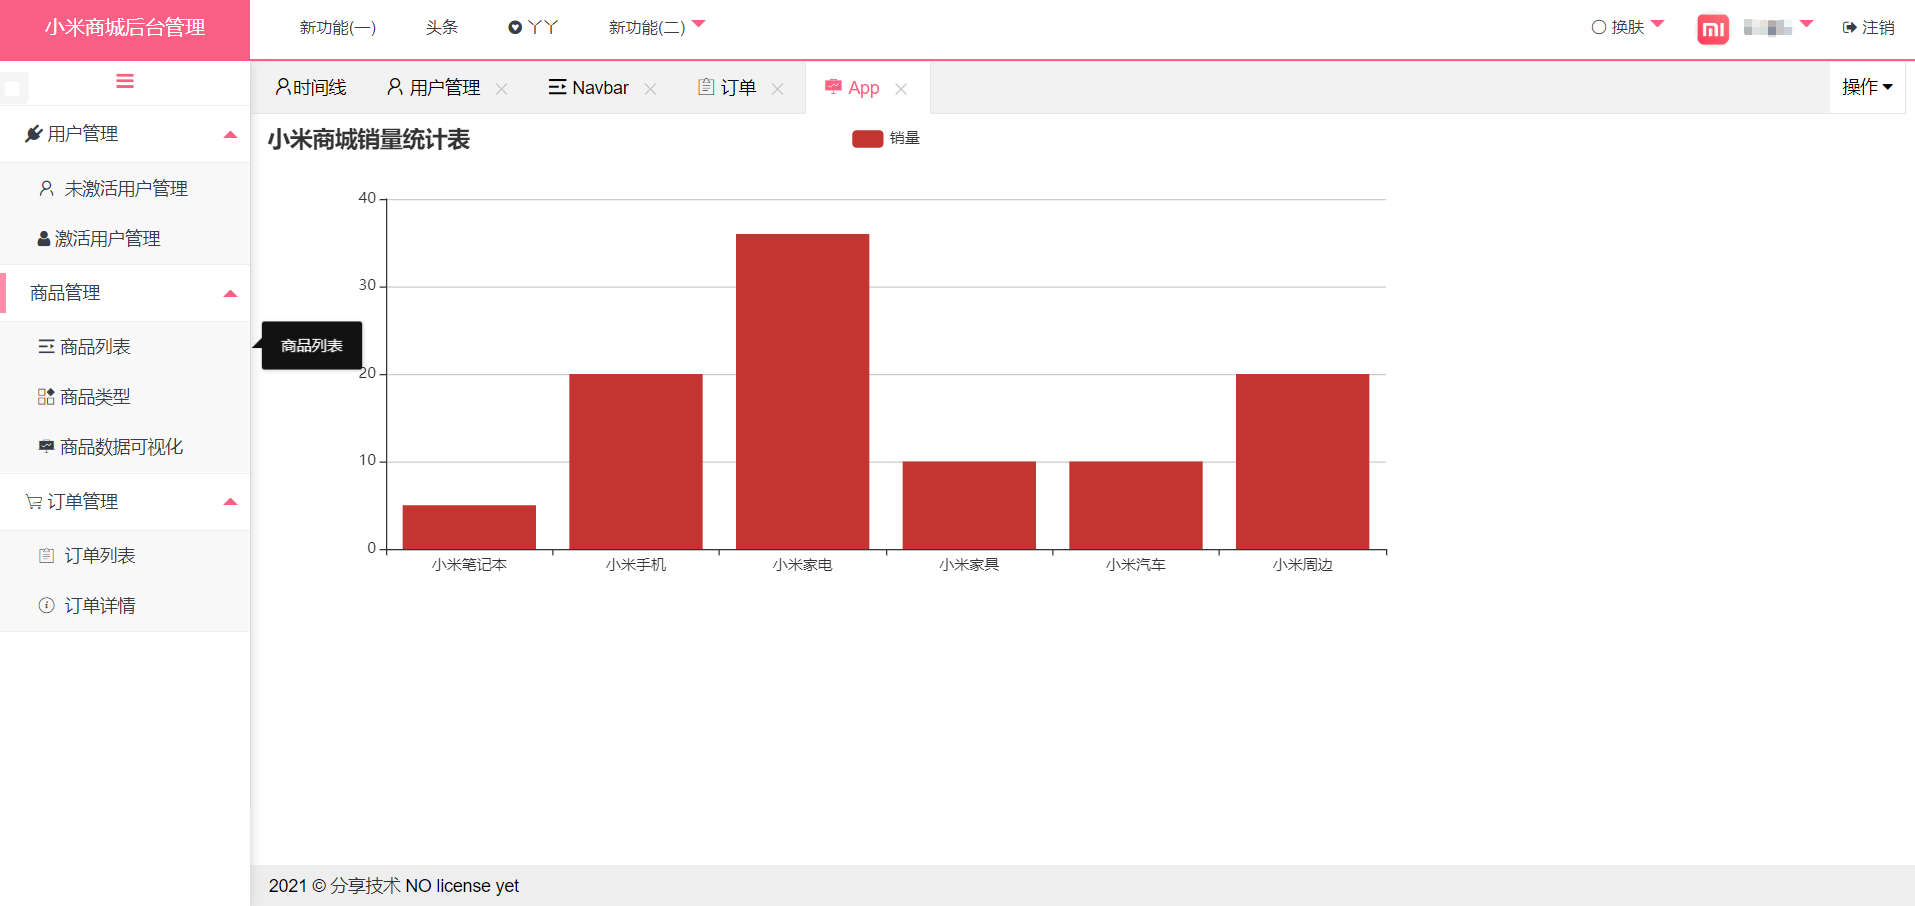 小米商城后台管理
新功能(一)
头条
丫丫
新功能(二)
换肤
注销
时间线
用户管理
Navbar
订单
App
操作
用户管理
未激活用户管理
激活用户管理
商品管理
商品列表
商品类型
商品数据可视化
订单管理
订单列表
订单详情
商品列表
小米商城销量统计表
销量
40
30
20
10
0
小米笔记本
小米手机
小米家电
小米家具
小米汽车
小米周边
2021 © 分享技术 NO license yet